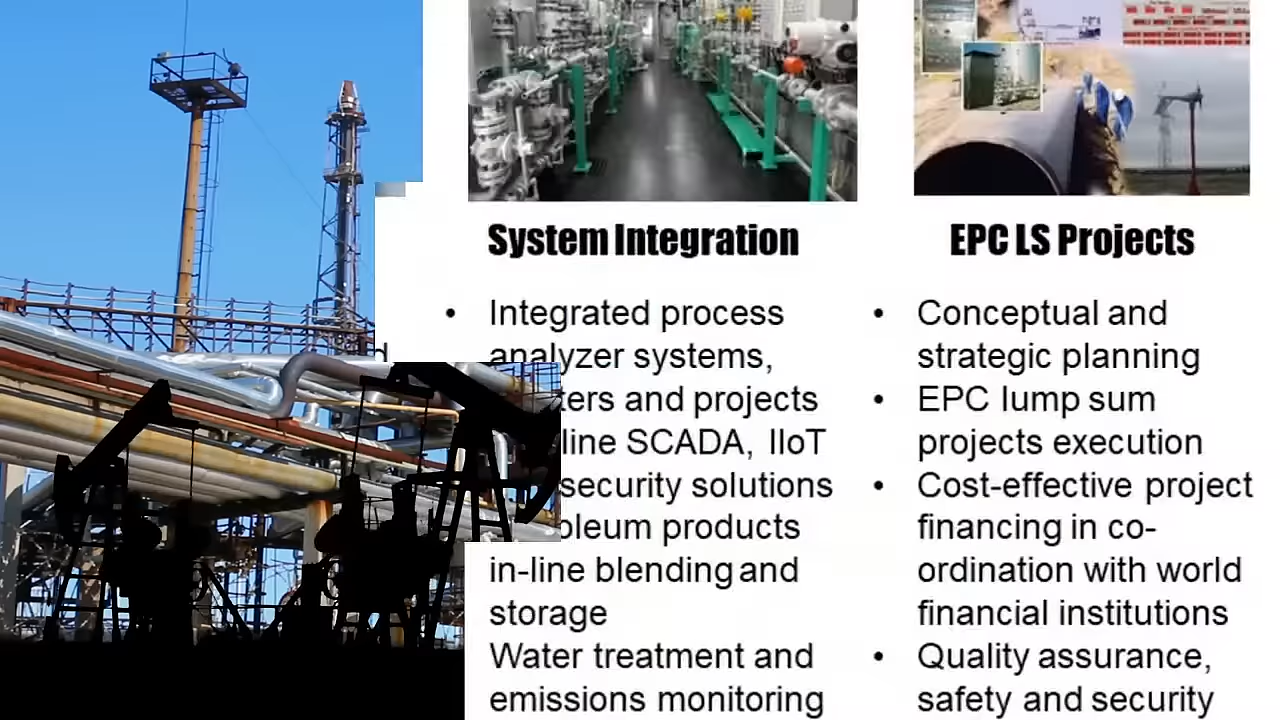 System Integration
Integrated process
analyzer systems,
ters and projects
line SCADA, IIoT
security solutions
oleum products
in-line blending and
storage
Water treatment and
emissions monitoring
EPC LS Projects
• Conceptual and
strategic planning
• EPC lump sum
projects execution
• Cost-effective project
financing in co-
ordination with world
financial institutions
• Quality assurance,
safety and security